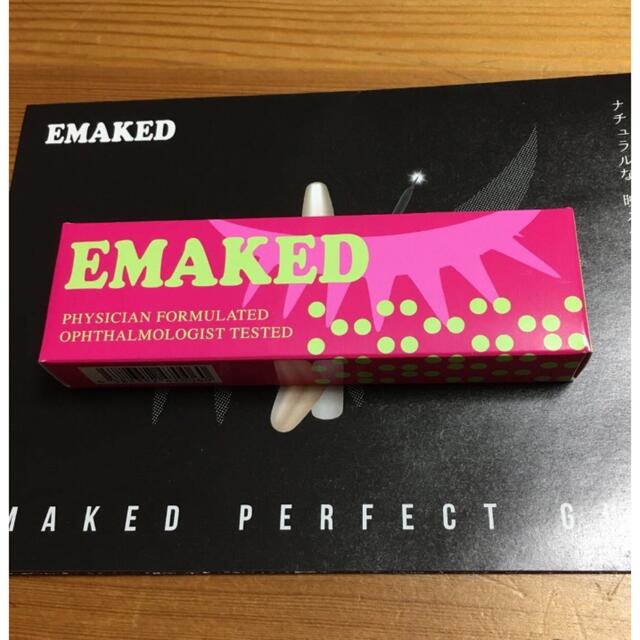 EMAKED
ナチュラルな
EMAKED
PHYSICIAN FORMULATED
OPHTHALMOLOGIST TESTED
MAKED PERFECT G